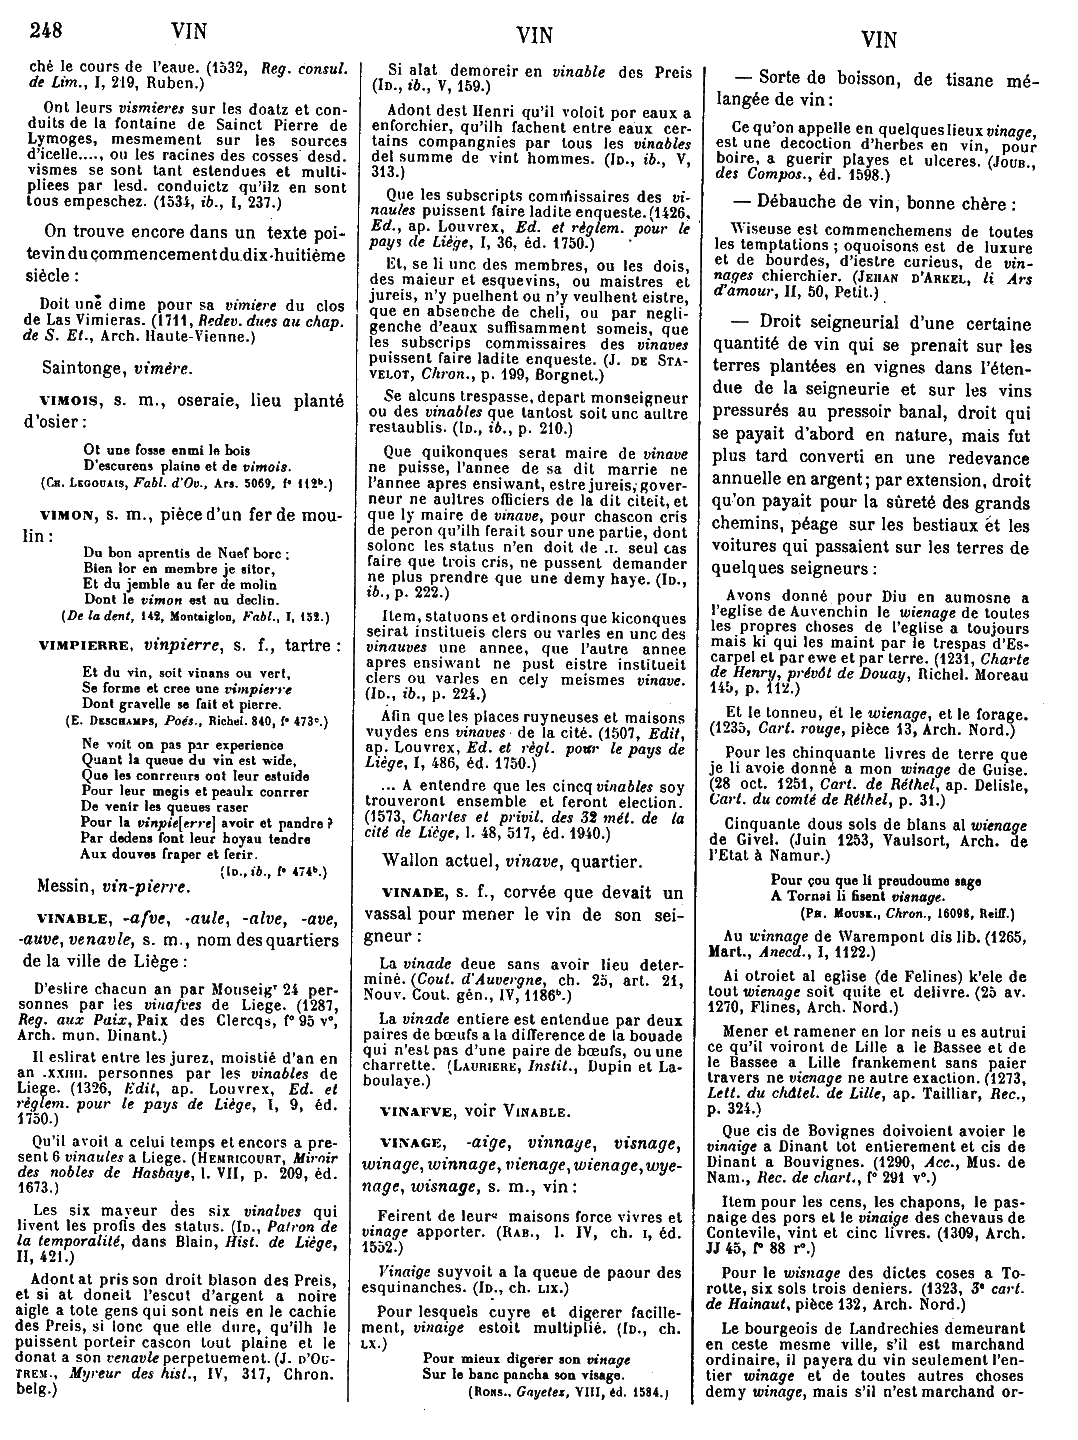 248 VIN VIN VIN
ché le cours de l'eaue. (1532, Reg. consul.
de Lim., I, 219, Ruben.)
Ont leurs vismieres sur les doatz et con-
duits de la fontaine de Sainct Pierre de
Lymoges, mesmement sur les sources
d'icelle...., ou les racines des cosses desd.
vismes se sont tant estendues et multi-
pliees par lesd. conduictz qu'ilz en sont
tous empeschez. (1534, ib., I, 237.)
On trouve encore dans un texte poi-
tevin du commencement du dix-huitième
siècle :
Doit une dime pour sa vimiere du clos
de Las Vimieras. (1711, Redev. dues au chap.
de S. Et., Arch. Haute-Vienne.)
Saintonge, vimère.
VIMOIS, s. m., oseraie, lieu planté
d'osier :
Ot une fosse enmi le bois
D'escureus plaine et de vimois.
(Ch. Legouais, Fabl. d'Ov., Ars. 5069, f° 112ᵇ.)
VIMON, s. m., pièce d'un fer de mou-
lin :
Du bon aprentis de Nuef borc ;
Bien lor en membre je sitor,
Et du jemble au fer de molin
Dont le vimon est au declin.
(De la dent, 142, Montaiglon, Fabl., I, 152.)
VIMPIERRE, vinpierre, s. f., tartre :
Et du vin, soit vinans ou vert,
Se forme et cree une vimpierre
Dont gravelle se fait et pierre.
(E. Deschamps, Poés., Richel. 840, f° 473ᶜ.)
Ne voit on pas par experience
Quant la queue du vin est wide,
Que les conrreurs ont leur estuide
Pour leur megis et peaulx conrrer
De venir les queues raser
Pour la vinpie[erre] avoir et pandre ?
Par dedens font leur hoyau tendre
Aux douves fraper et ferir.
(Id., ib., f° 474ᵇ.)
Messin, vin-pierre.
VINABLE, -afve, -aule, -alve, -ave,
-auve, venavle, s. m., nom des quartiers
de la ville de Liège :
D'eslire chacun an par Monseigʳ 24 per-
sonnes par les vinafves de Liege. (1287,
Reg. aux Paix, Paix des Clercqs, f° 95 v°,
Arch. mun. Dinant.)
Il eslirat entre les jurez, moistié d'an en
an .xxiiii. personnes par les vinables de
Liege. (1326, Edit, ap. Louvrex, Ed. et
règlem. pour le pays de Liége, I, 9, éd.
1750.)
Qu'il avoit a celui temps et encors a pre-
sent 6 vinaules a Liege. (Hemricourt, Miroir
des nobles de Hasbaye, l. VII, p. 209, éd.
1673.)
Les six mayeur des six vinalves qui
livent les profis des status. (Id., Patron de
la temporalité, dans Blain, Hist. de Liège,
II, 421.)
Adont at pris son droit blason des Preis,
et si at doneit l'escut d'argent a noire
aigle a tote gens qui sont neis en le cachie
des Preis, si lonc que elle dure, qu'ilh le
puissent porteir cascon tout plaine et le
donat a son venavle perpetuement. (J. d'Ou-
trem., Myreur des hist., IV, 317, Chron.
belg.)
Si alat demoreir en vinable des Preis
(Id., ib., V, 159.)
Adont dest Henri qu'il voloit por eaux a
enforchier, qu'ilh fachent entre eaux cer-
tains compangnies par tous les vinables
del summe de vint hommes. (Id., ib., V,
313.)
Que les subscripts commissaires des vi-
naules puissent faire ladite enqueste. (1426,
Ed., ap. Louvrex, Ed. et règlem. pour le
pays de Liége, I, 36, éd. 1750.)
Et, se li unc des membres, ou les dois,
des maieur et esquevins, ou maistres et
jureis, n'y puelhent ou n'y veulhent eistre,
que en absenche de cheli, ou par negli-
genche d'eaux suffisamment someis, que
les subscrips commissaires des vinaves
puissent faire ladite enqueste. (J. de Sta-
velot, Chron., p. 199, Borgnet.)
Se alcuns trespasse, depart monseigneur
ou des vinables que tantost soit unc aultre
restaublis. (Id., ib., p. 210.)
Que quikonques serat maire de vinave
ne puisse, l'annee de sa dit marrie ne
l'annee apres ensiwant, estre jureis, gover-
neur ne aultres officiers de la dit citeit, et
que ly maire de vinave, pour chascon cris
de peron qu'ilh ferait sour une partie, dont
solonc les status n'en doit de .I. seul cas
faire que trois cris, ne pussent demander
ne plus prendre que une demy haye. (Id.,
ib., p. 222.)
Item, statuons et ordinons que kiconques
seirat institueis clers ou varles en unc des
vinauves une annee, que l'autre annee
apres ensiwant ne pust eistre institueit
clers ou varles en cely meismes vinave.
(Id., ib., p. 224.)
Afin que les places ruyneuses et maisons
vuydes ens vinaves de la cité. (1507, Edit,
ap. Louvrex, Ed. et régl. pour le pays de
Liége, I, 486, éd. 1750.)
... A entendre que les cincq vinables soy
trouveront ensemble et feront election.
(1573, Chartes et privil. des 32 mét. de la
cité de Liége, l. 48, 517, éd. 1940.)
Wallon actuel, vinave, quartier.
VINADE, s. f., corvée que devait un
vassal pour mener le vin de son sei-
gneur :
La vinade deue sans avoir lieu deter-
miné. (Cout. d'Auvergne, ch. 25, art. 21,
Nouv. Cout. gén., IV, 1186ᵇ.)
La vinade entiere est entendue par deux
paires de bœufs a la difference de la bouade
qui n'est pas d'une paire de bœufs, ou une
charrette. (Lauriere, Instit., Dupin et La-
boulaye.)
VINAFVE, voir Vinable.
VINAGE, -aige, vinnaye, visnage,
winage, winnage, vienage, wienage, wye-
nage, wisnage, s. m., vin :
Feirent de leurs maisons force vivres et
vinage apporter. (Rab., l. IV, ch. I, éd.
1552.)
Vinaige suyvoit a la queue de paour des
esquinanches. (Id., ch. LIX.)
Pour lesquels cuyre et digerer facille-
ment, vinaige estoit multiplié. (Id., ch.
LX.)
Pour mieux digerer son vinage
Sur le banc pancha son visage.
(Rons., Gayetez, VIII, éd. 1584.)
— Sorte de boisson, de tisane mé-
langée de vin :
Ce qu'on appelle en quelques lieux vinage,
est une decoction d'herbes en vin, pour
boire, a guerir playes et ulceres. (Joub.,
des Compos., éd. 1598.)
— Débauche de vin, bonne chère :
Wiseuse est commenchemens de toutes
les temptations ; oquoisons est de luxure
et de bourdes, d'iestre curieus, de vin-
nages chierchier. (Jehan d'Arkel, li Ars
d'amour, II, 50, Petit.)
— Droit seigneurial d'une certaine
quantité de vin qui se prenait sur les
terres plantées en vignes dans l'éten-
due de la seigneurie et sur les vins
pressurés au pressoir banal, droit qui
se payait d'abord en nature, mais fut
plus tard converti en une redevance
annuelle en argent ; par extension, droit
qu'on payait pour la sûreté des grands
chemins, péage sur les bestiaux et les
voitures qui passaient sur les terres de
quelques seigneurs :
Avons donné pour Diu en aumosne a
l'eglise de Auvenchin le wienage de toutes
les propres choses de l'eglise a toujours
mais ki qui les maint par le trespas d'Es-
carpel et par ewe et par terre. (1231, Charte
de Henry, prévôt de Douay, Richel. Moreau
145, p. 112.)
Et le tonneu, et le wienage, et le forage.
(1235, Cart. rouge, pièce 13, Arch. Nord.)
Pour les chinquante livres de terre que
je li avoie donné a mon winage de Guise.
(28 oct. 1251, Cart. de Réthel, ap. Delisle,
Cart. du comté de Réthel, p. 31.)
Cinquante dous sols de blans al wienage
de Givel. (Juin 1253, Vaulsort, Arch. de
l'Etat à Namur.)
Pour çou que li preudoume sage
A Tornai li fisent visnage.
(Ph. Mousk., Chron., 16098, Reiff.)
Au winnage de Warempont dis lib. (1265,
Mart., Anecd., I, 1122.)
Ai otroiet al eglise (de Felines) k'ele de
tout wienage soit quite et delivre. (25 av.
1270, Flines, Arch. Nord.)
Mener et ramener en lor neis u es autrui
ce qu'il voiront de Lille a le Bassee et de
le Bassee a Lille frankement sans paier
travers ne vienage ne autre exaction. (1273,
Lett. du châtel. de Lille, ap. Tailliar, Rec.,
p. 324.)
Que cis de Bovignes doivoient avoier le
vinaige a Dinant tot entierement et cis de
Dinant a Bouvignes. (1290, Acc., Mus. de
Nam., Rec. de chart., f° 291 v°.)
Item pour les cens, les chapons, le pas-
naige des pors et le vinaige des chevaus de
Contevile, vint et cinc livres. (1309, Arch.
JJ 45, f° 88 r°.)
Pour le wisnage des dictes coses a To-
rotte, six sols trois deniers. (1323, 3ᵉ cart.
de Hainaut, pièce 132, Arch. Nord.)
Le bourgeois de Landrechies demeurant
en ceste mesme ville, s'il est marchand
ordinaire, il payera du vin seulement l'en-
tier winage et de toutes autres choses
demy winage, mais s'il n'est marchand or-